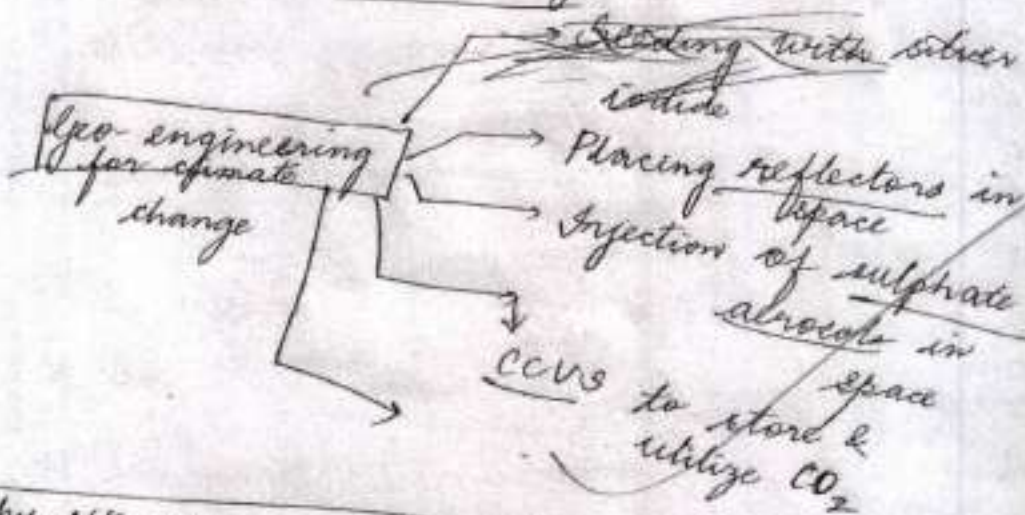 Seeding with silver
iodide
Geo-engineering
for climate
change
Placing reflectors in
space
Injection of sulphate
aerosols in
space
CCUS to store &
utilize CO₂